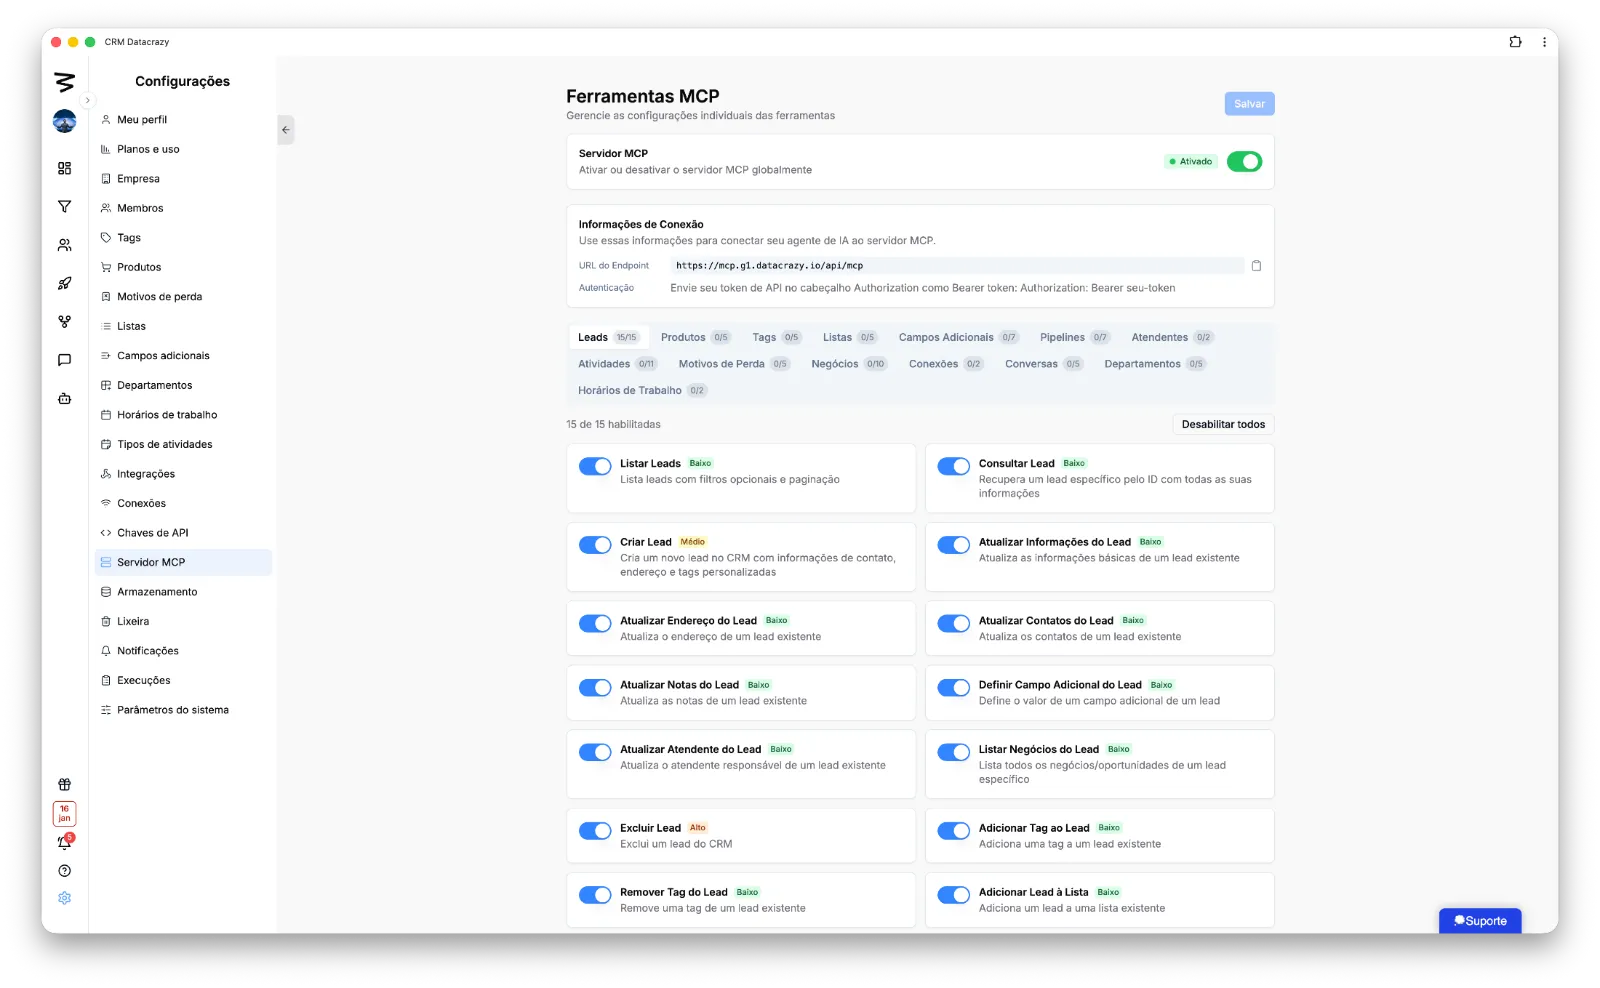 CRM Datacrazy
Configurações
Meu perfil
Planos e uso
Empresa
Membros
Tags
Produtos
Motivos de perda
Listas
Campos adicionais
Departamentos
Horários de trabalho
Tipos de atividades
Integrações
Conexões
Chaves de API
Servidor MCP
Armazenamento
Lixeira
Notificações
Execuções
Parâmetros do sistema
16
jan
5
Ferramentas MCP
Gerencie as configurações individuais das ferramentas
Salvar
Servidor MCP
Ativar ou desativar o servidor MCP globalmente
Ativado
Informações de Conexão
Use essas informações para conectar seu agente de IA ao servidor MCP.
URL do Endpoint https://mcp.g1.datacrazy.io/api/mcp
Autenticação Envie seu token de API no cabeçalho Authorization como Bearer token: Authorization: Bearer seu-token
Leads 15/15 Produtos 0/5 Tags 0/5 Listas 0/5 Campos Adicionais 0/7 Pipelines 0/7 Atendentes 0/2
Atividades 0/11 Motivos de Perda 0/5 Negócios 0/10 Conexões 0/2 Conversas 0/5 Departamentos 0/5
Horários de Trabalho 0/2
15 de 15 habilitadas
Desabilitar todos
Listar Leads Baixo
Lista leads com filtros opcionais e paginação
Consultar Lead Baixo
Recupera um lead específico pelo ID com todas as suas
informações
Criar Lead Médio
Cria um novo lead no CRM com informações de contato,
endereço e tags personalizadas
Atualizar Informações do Lead Baixo
Atualiza as informações básicas de um lead existente
Atualizar Endereço do Lead Baixo
Atualiza o endereço de um lead existente
Atualizar Contatos do Lead Baixo
Atualiza os contatos de um lead existente
Atualizar Notas do Lead Baixo
Atualiza as notas de um lead existente
Definir Campo Adicional do Lead Baixo
Define o valor de um campo adicional de um lead
Atualizar Atendente do Lead Baixo
Atualiza o atendente responsável de um lead existente
Listar Negócios do Lead Baixo
Lista todos os negócios/oportunidades de um lead
específico
Excluir Lead Alto
Exclui um lead do CRM
Adicionar Tag ao Lead Baixo
Adiciona uma tag a um lead existente
Remover Tag do Lead Baixo
Remove uma tag de um lead existente
Adicionar Lead à Lista Baixo
Adiciona um lead a uma lista existente
Suporte